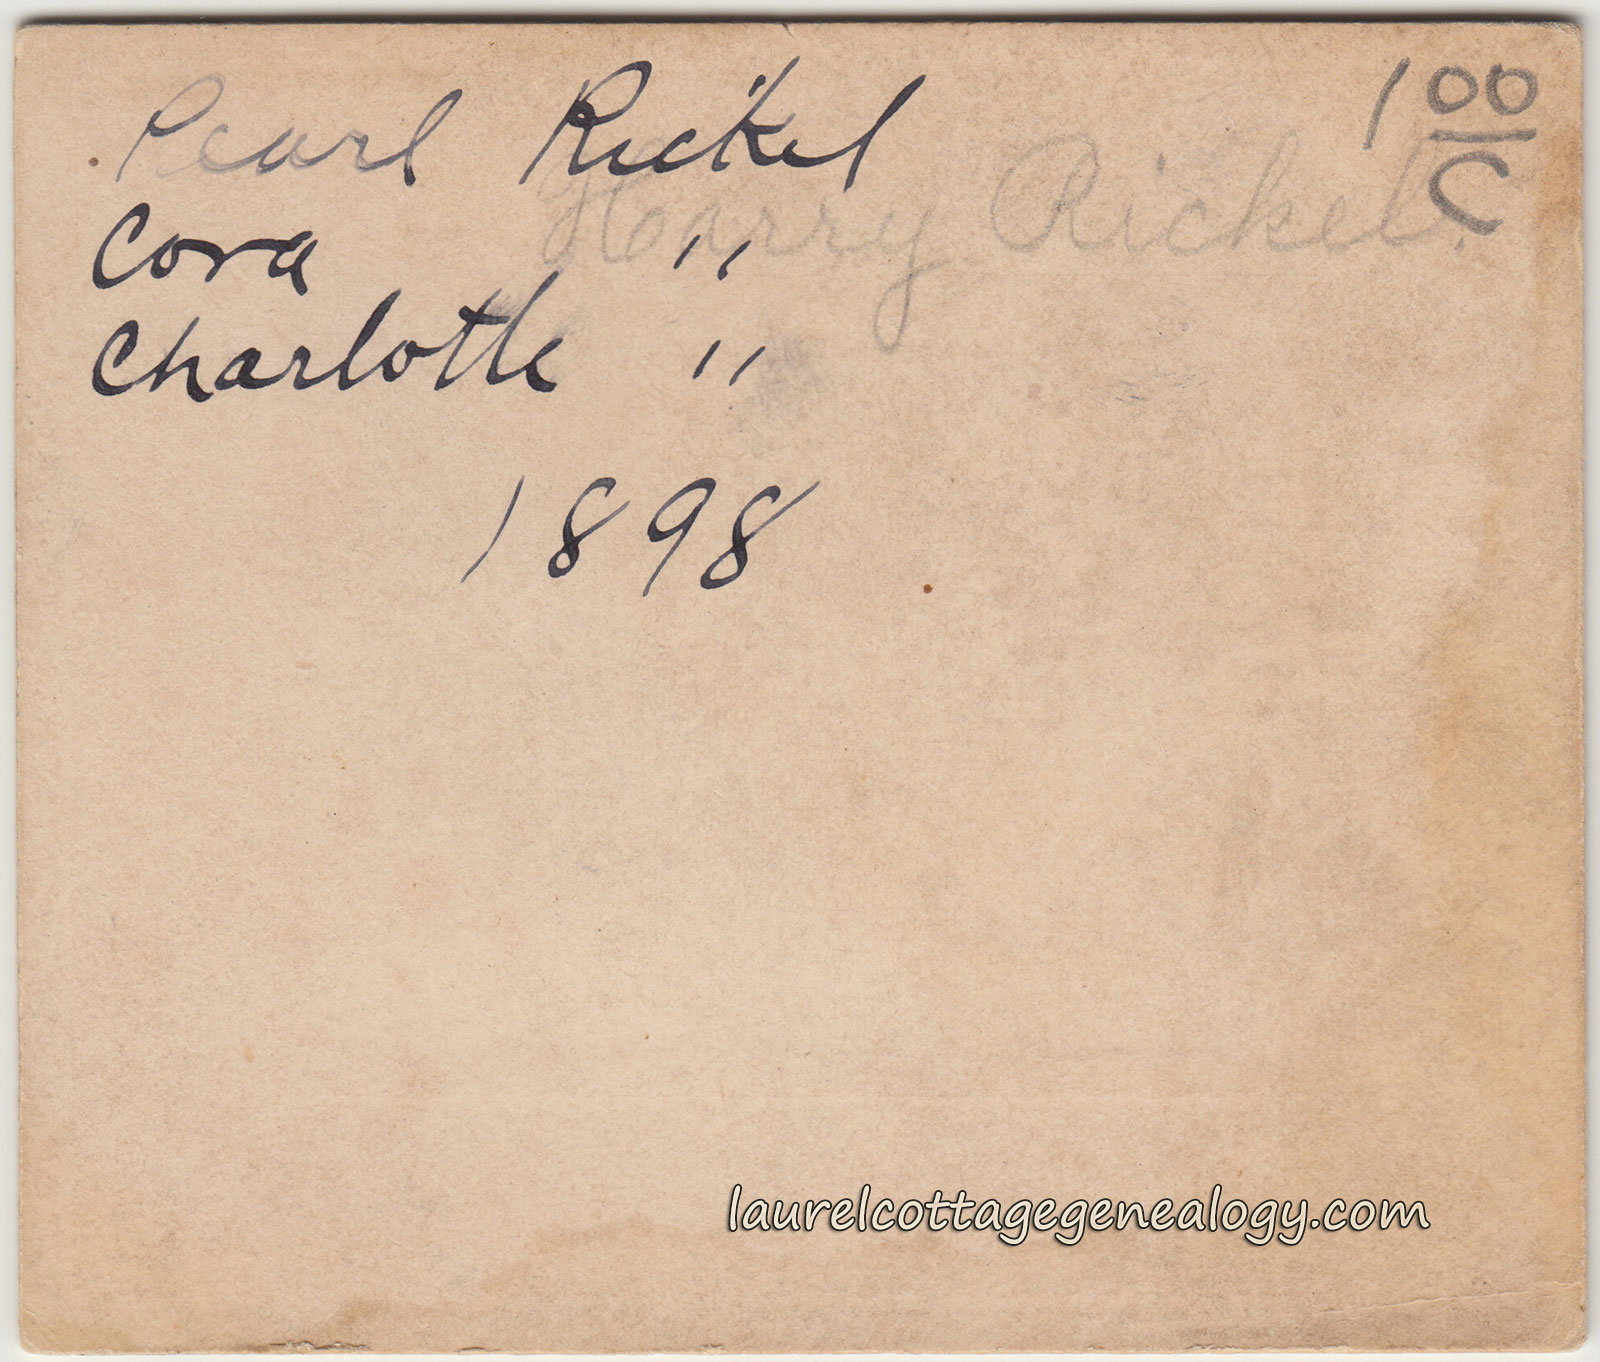 Pearl Rickel
1 00
C
Harry Rickel.
Cora "
Charlotte "
1898
laurelcottagegenealogy.com